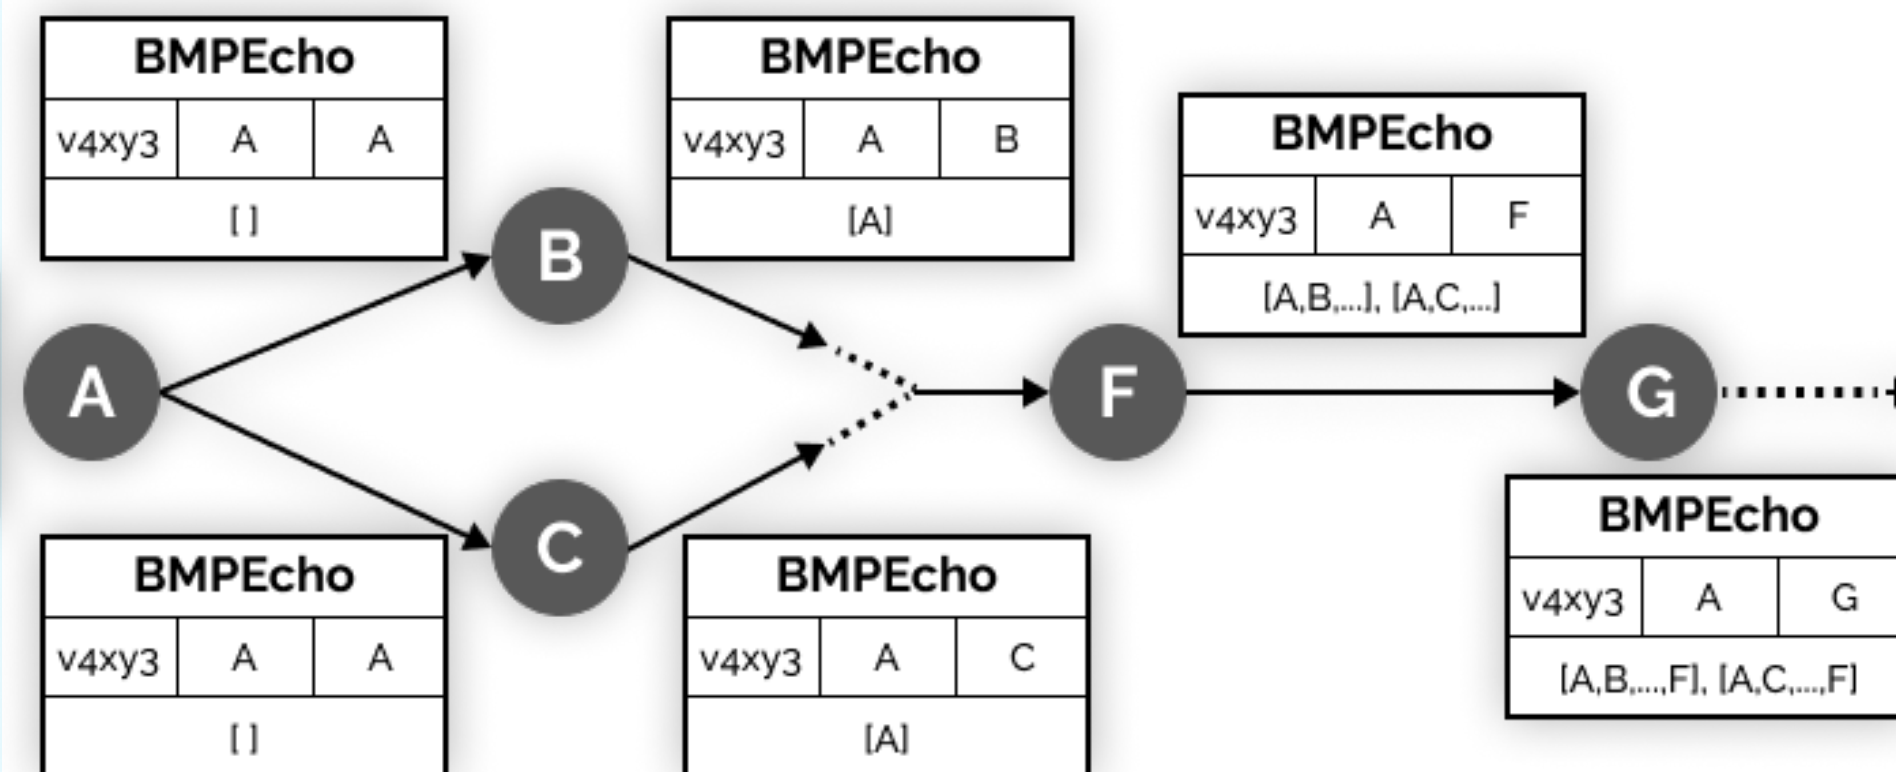 BMPEcho
v4xy3 A A
[ ]
BMPEcho
v4xy3 A B
[A]
BMPEcho
v4xy3 A F
[A,B,...], [A,C,...]
A
B
C
F
G
BMPEcho
v4xy3 A A
[ ]
BMPEcho
v4xy3 A C
[A]
BMPEcho
v4xy3 A G
[A,B,...,F], [A,C,...,F]